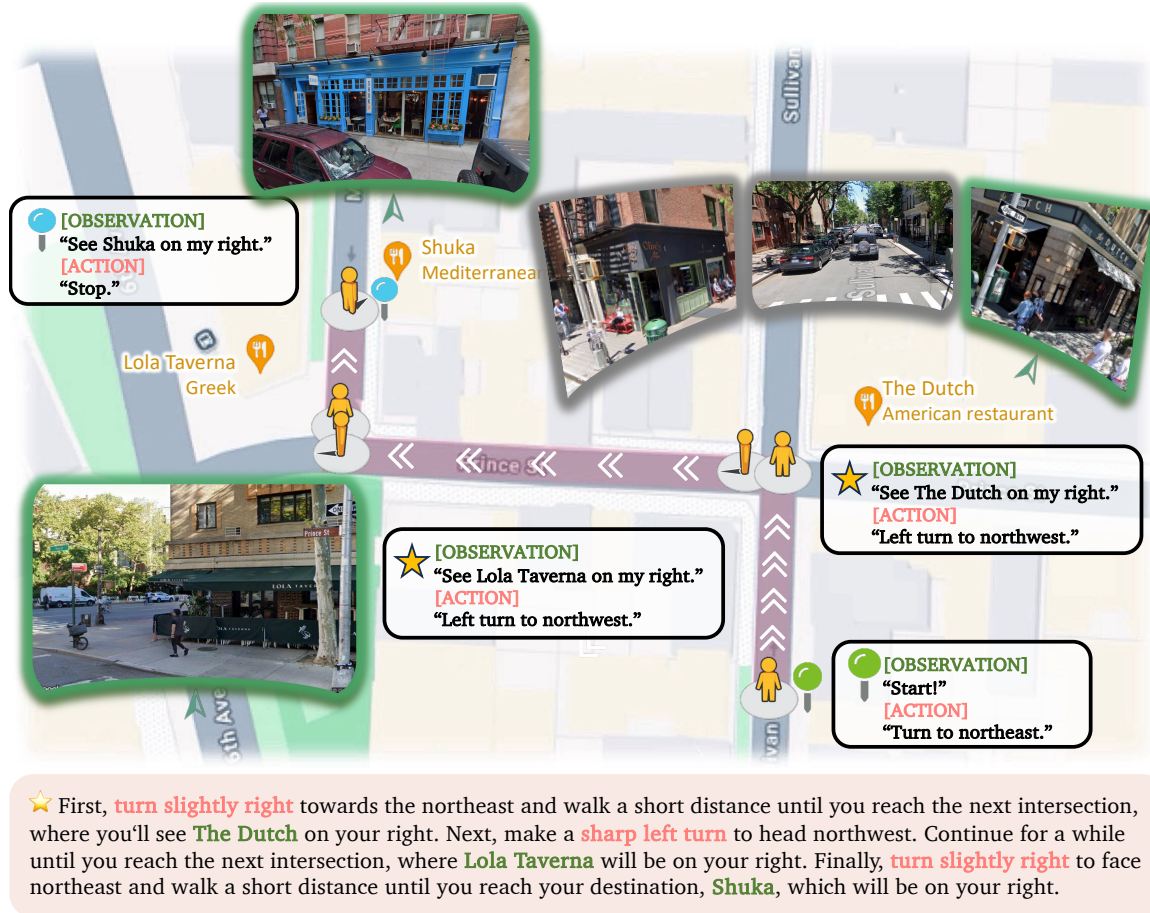 Sullivan
[OBSERVATION]
“See Shuka on my right.”
[ACTION]
“Stop.”
Shuka
Mediterranean
Lola Taverna
Greek
The Dutch
American restaurant
Prince St
[OBSERVATION]
“See The Dutch on my right.”
[ACTION]
“Left turn to northwest.”
Prince St
LOLA TAVERNA
[OBSERVATION]
“See Lola Taverna on my right.”
[ACTION]
“Left turn to northwest.”
[OBSERVATION]
“Start!”
[ACTION]
“Turn to northeast.”
6th Ave
First, turn slightly right towards the northeast and walk a short distance until you reach the next intersection,
where you‘ll see The Dutch on your right. Next, make a sharp left turn to head northwest. Continue for a while
until you reach the next intersection, where Lola Taverna will be on your right. Finally, turn slightly right to face
northeast and walk a short distance until you reach your destination, Shuka, which will be on your right.